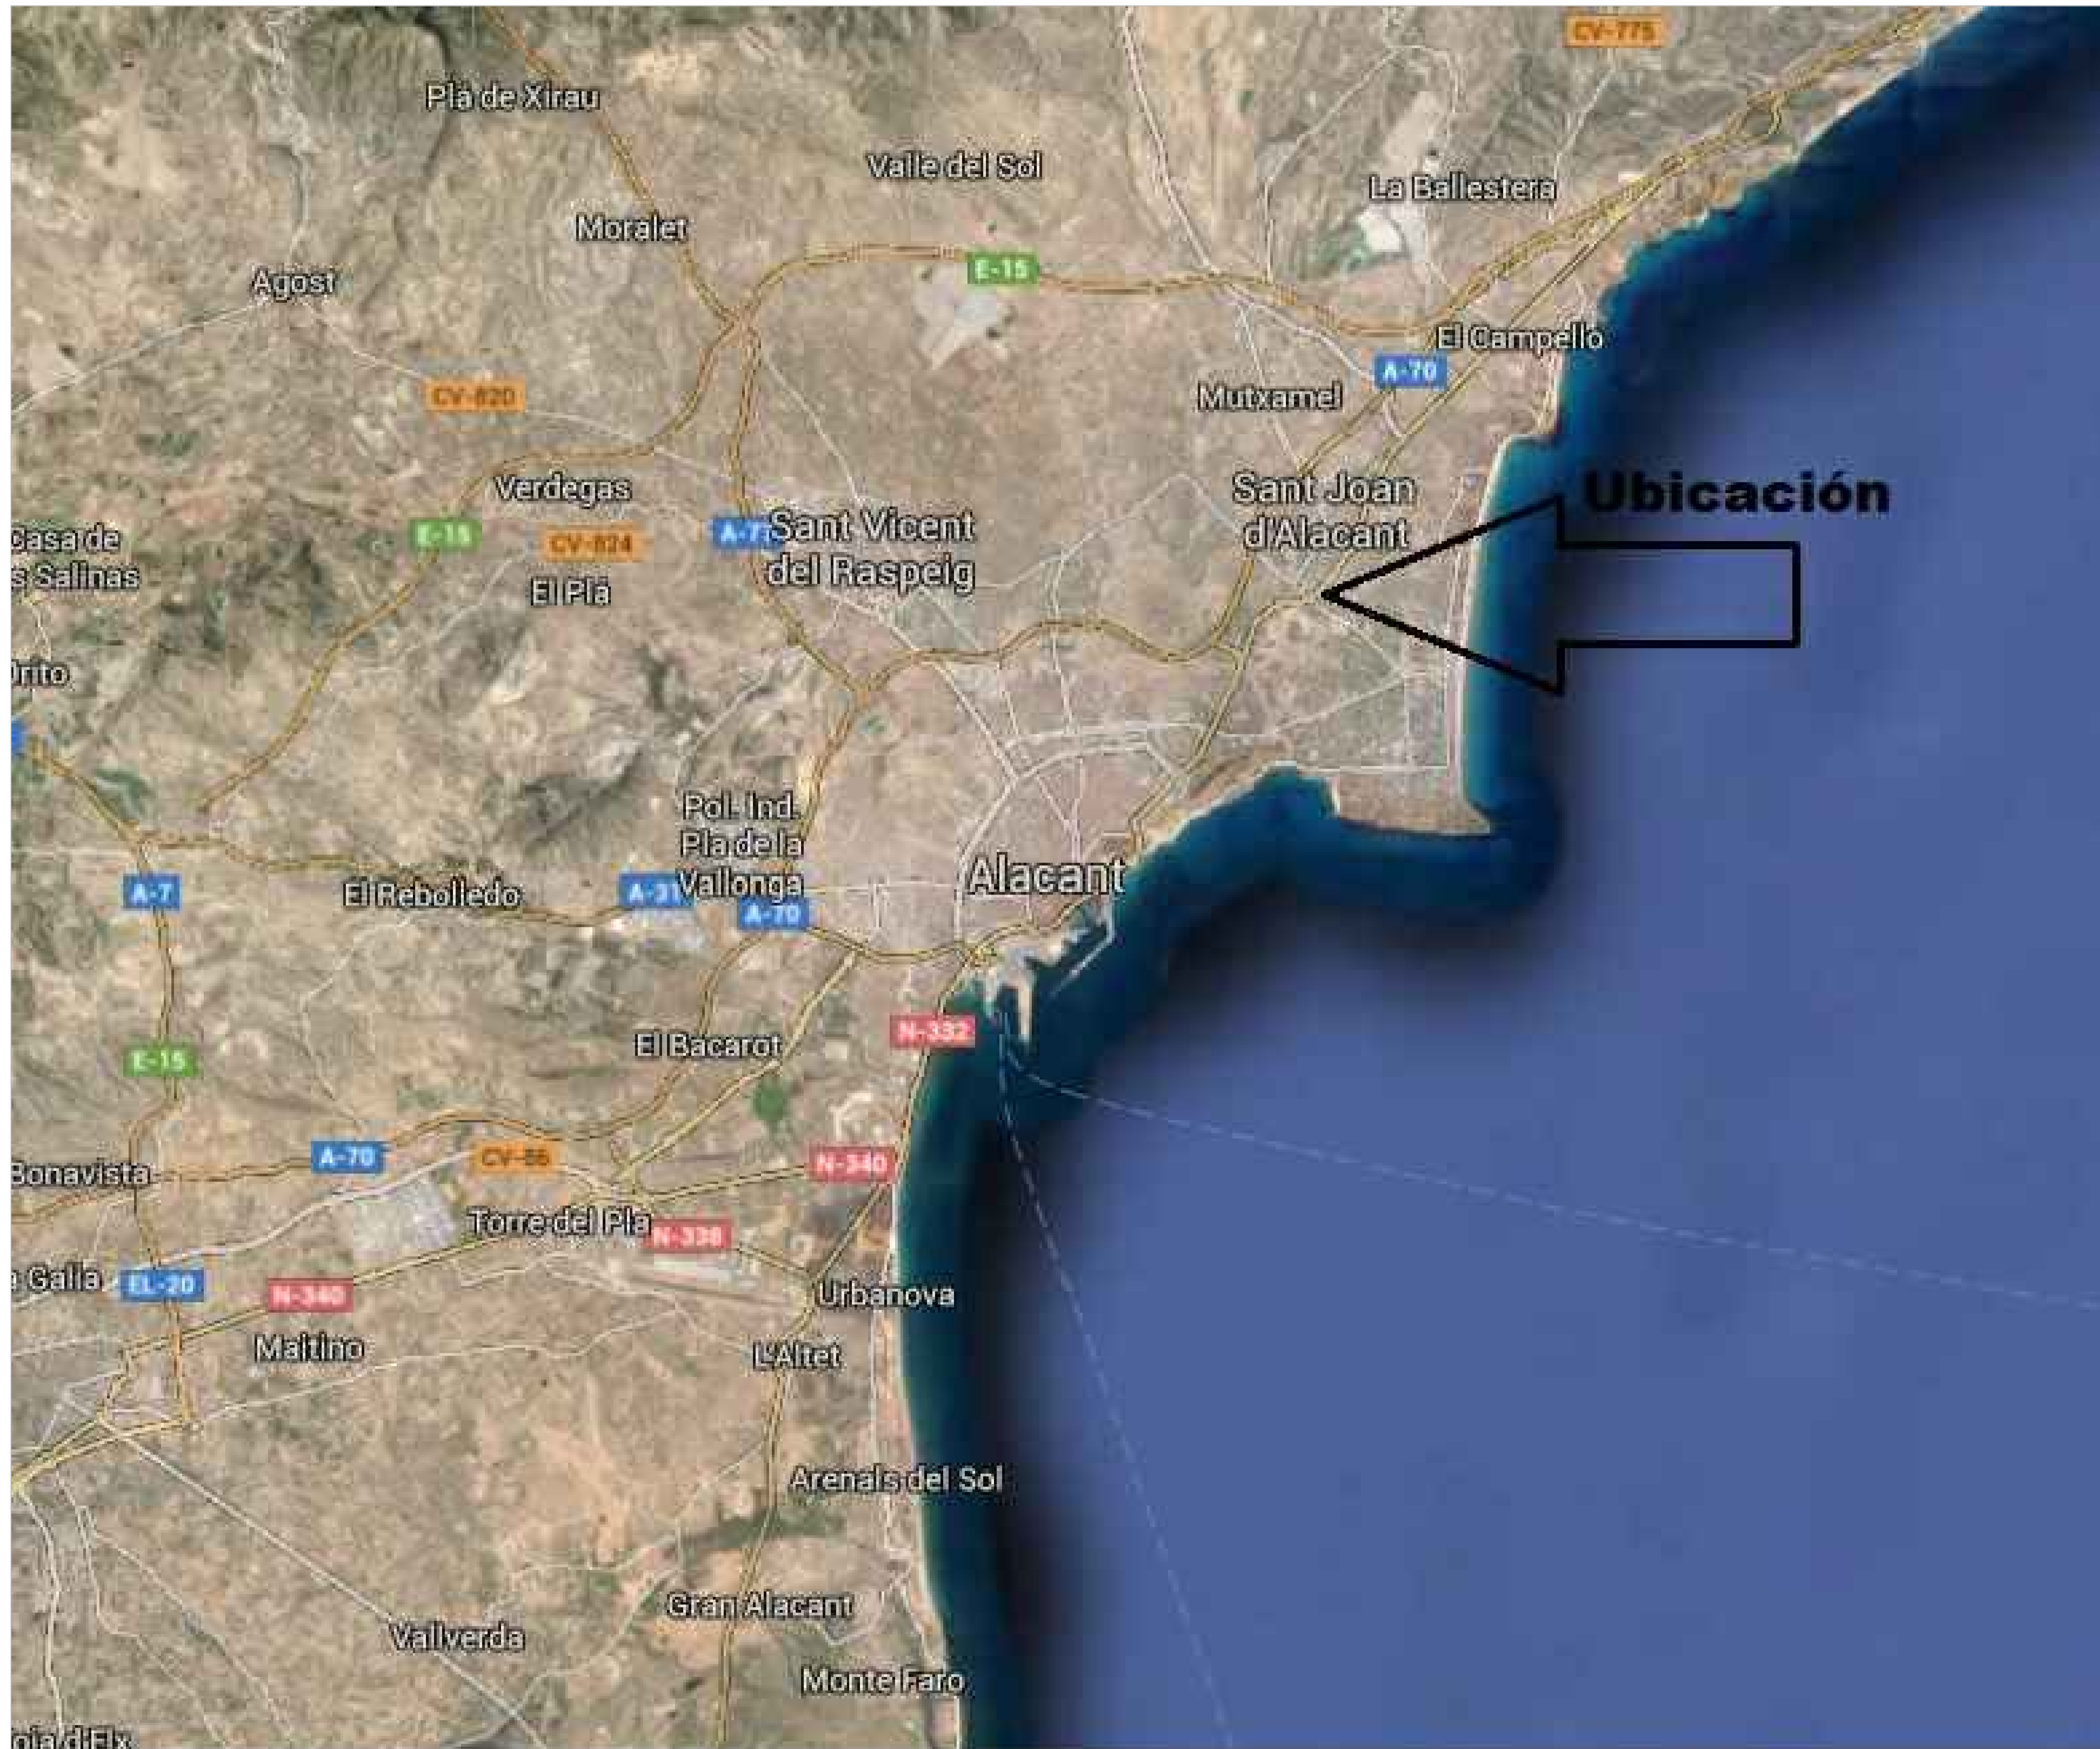 CV-775
Pla de Xirau
Valle del Sol
La Ballestera
Moralet
E-15
Agost
El Campello
A-70
CV-820
Mutxamel
Verdegas
Sant Joan
d'Alacant
Ubicación
E-15
CV-824
Sant Vicent
del Raspeig
Casa de
s Salinas
El Plá
Pol. Ind.
Pla de la
Vallonga
Alacant
A-7
El Rebolledo
A-31
A-70
N-332
El Bacarot
E-15
A-70
CV-86
N-340
Bonavista
Torre del Pla
N-338
Galia
EL-20
N-340
Urbanova
Maitino
L'Altet
Arenals del Sol
Gran Alacant
Vallverda
Monte Faro